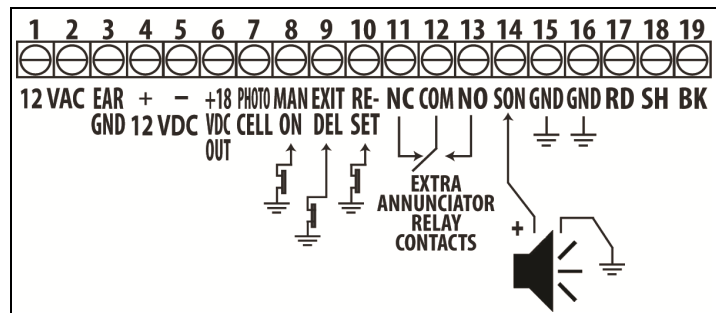 1 2 3 4 5 6 7 8 9 10 11 12 13 14 15 16 17 18 19
12 VAC EAR + − +18 PHOTO MAN EXIT RE- NC COM NO SON GND GND RD SH BK
GND 12 VDC VDC CELL ON DEL SET
OUT
EXTRA
ANNUNCIATOR
RELAY
CONTACTS
+